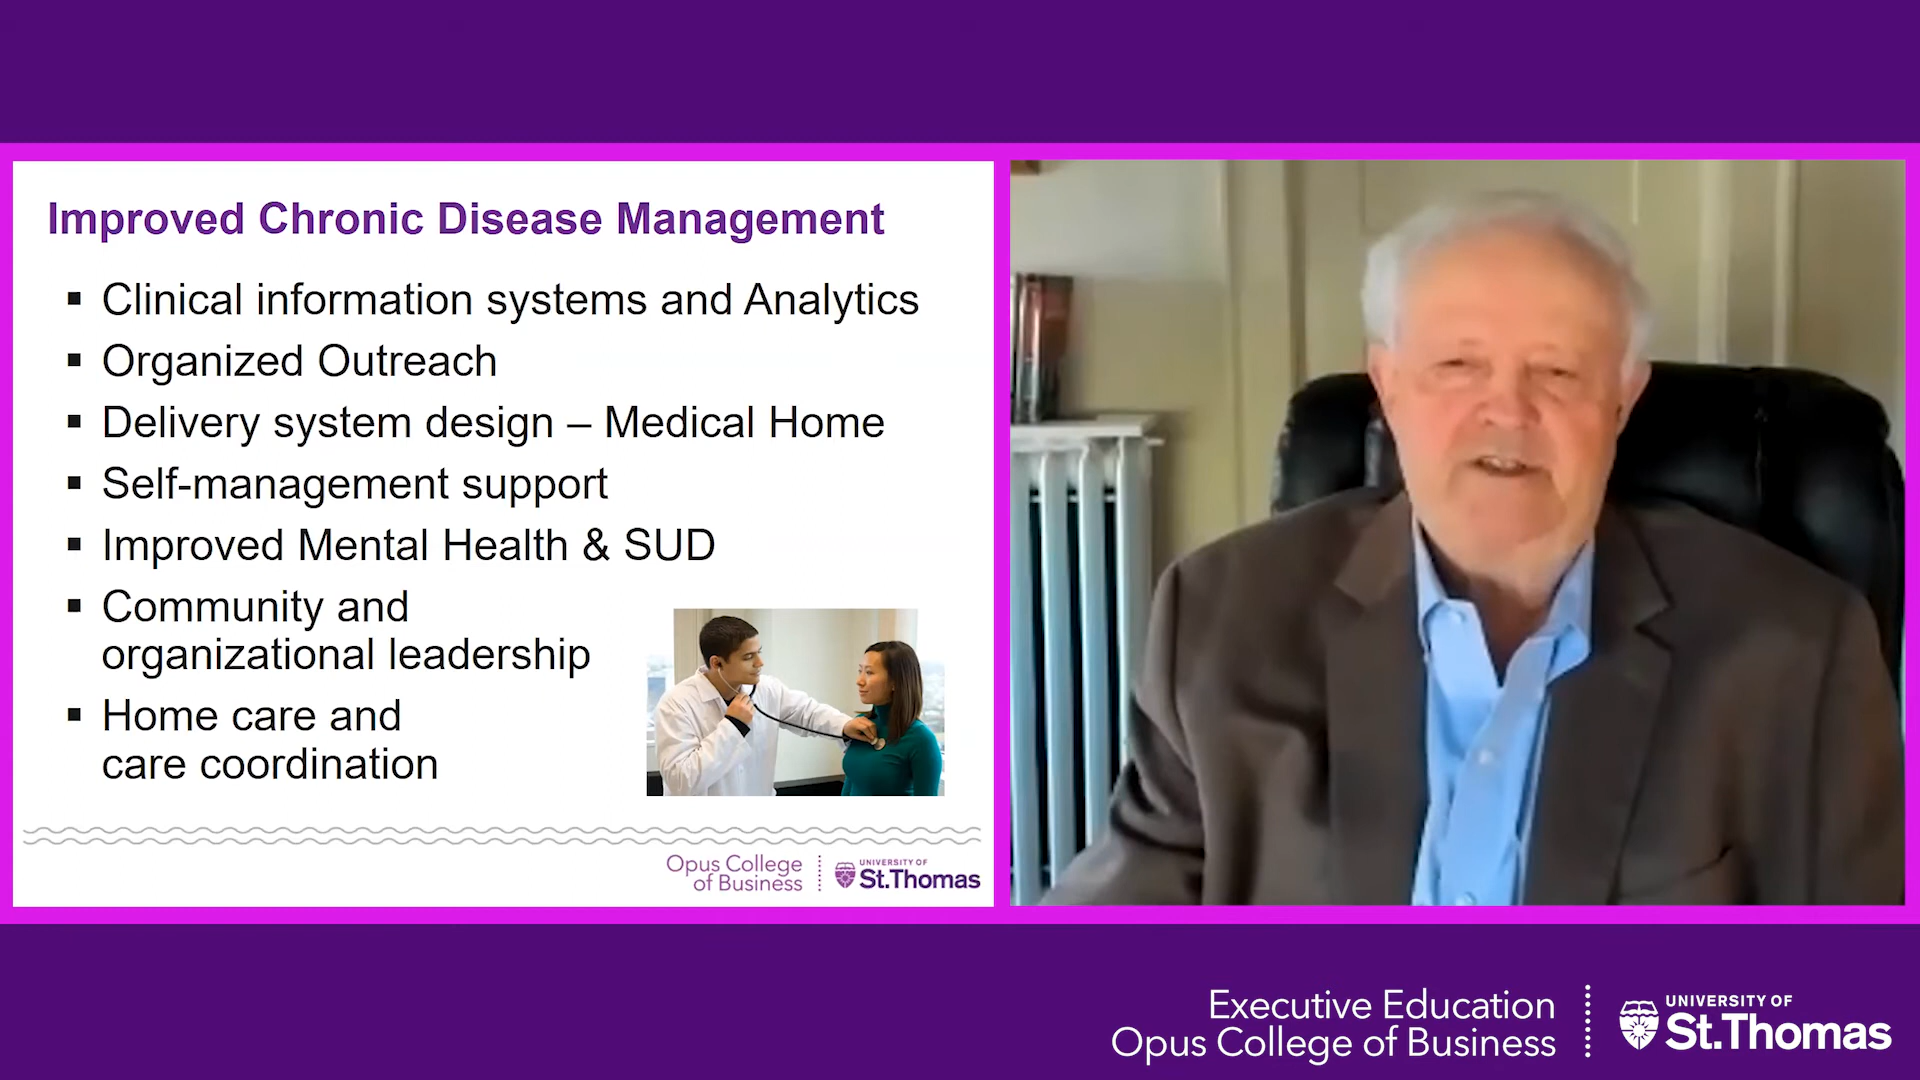 Improved Chronic Disease Management
▪ Clinical information systems and Analytics
▪ Organized Outreach
▪ Delivery system design – Medical Home
▪ Self-management support
▪ Improved Mental Health & SUD
▪ Community and
organizational leadership
▪ Home care and
care coordination
Opus College
of Business
UNIVERSITY OF
St.Thomas
Executive Education
Opus College of Business
UNIVERSITY OF
St.Thomas